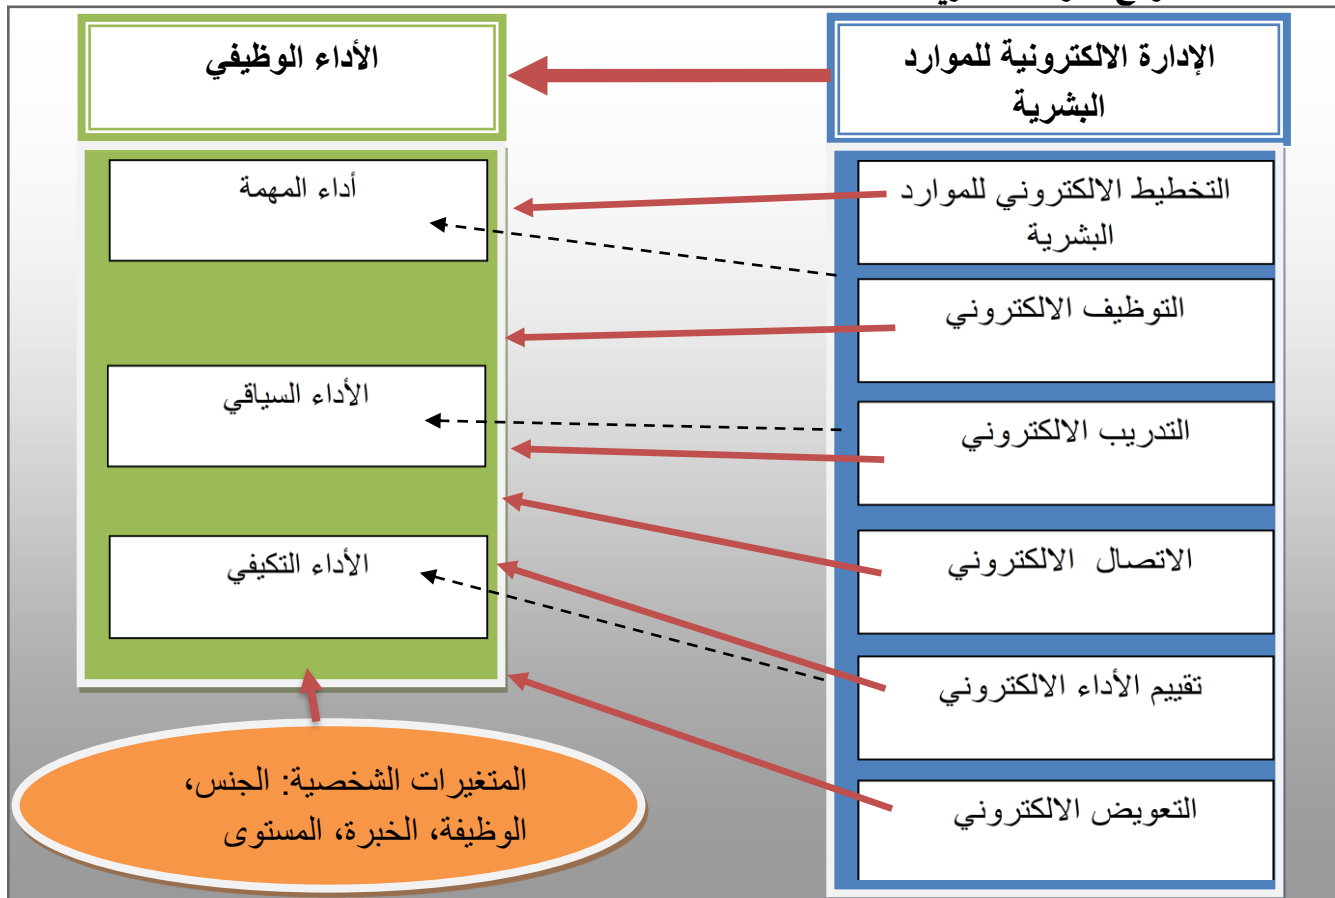 الإدارة الالكترونية للموارد
البشرية
التخطيط الالكتروني للموارد
البشرية
التوظيف الالكتروني
التدريب الالكتروني
الاتصال الالكتروني
تقييم الأداء الالكتروني
التعويض الالكتروني
الأداء الوظيفي
أداء المهمة
الأداء السياقي
الأداء التكيفي
المتغيرات الشخصية: الجنس،
الوظيفة، الخبرة، المستوى